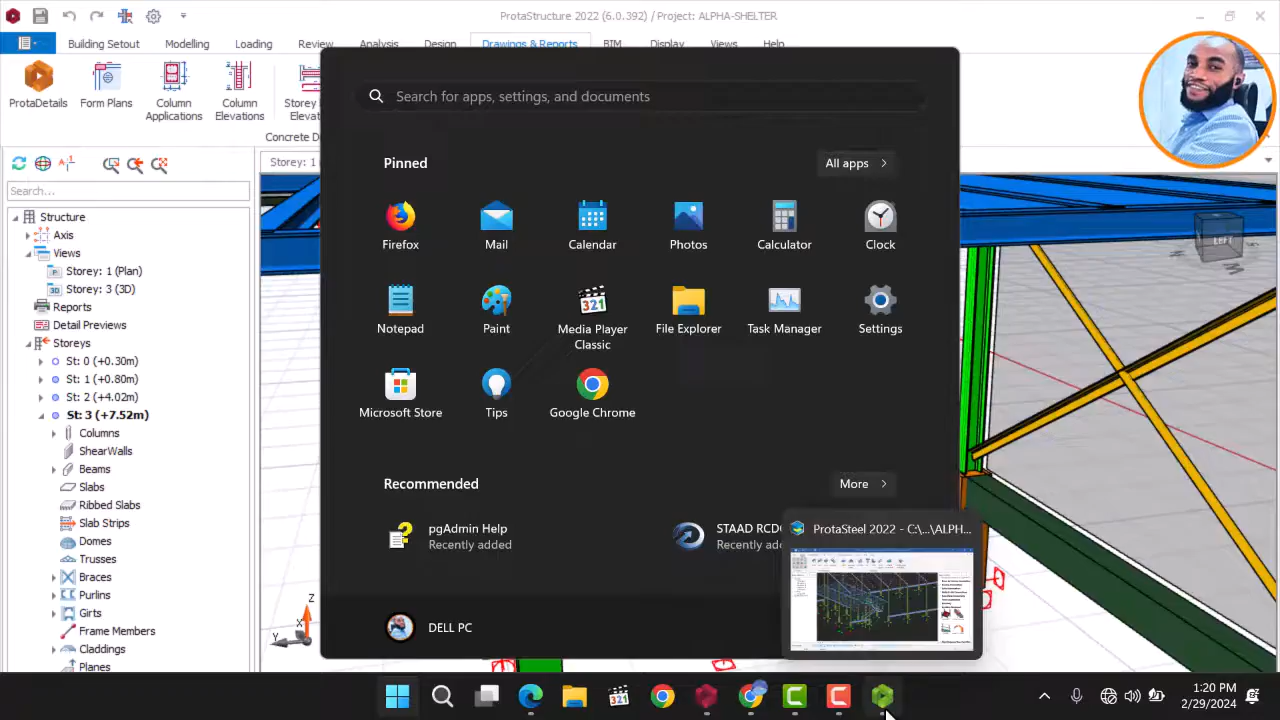 ProtaStructure 2022 (6.0.392) / Project: ALPHA-SHELTER
Building Setout Modelling Loading Review Analysis Design Drawings & Reports BIM Display Views Help
ProtaDetails
Form Plans
Column Applications
Column Elevations
Storey
Elevat
Concrete D
Storey: 1
Search...
Structure
Axis
Views
Storey: 1 (Plan)
Storey: 3 (3D)
Reports
Detail Previews
Storeys
St: 0 (+0.30m)
St: 1 (+0.80m)
St: 2 (+4.02m)
St: 3 (+7.52m)
Columns
ShearWalls
Beams
Slabs
Ribbed Slabs
Slab Strips
Domes
Trusses
Braces
Purlins
Girts
Frame Members
Claddings
Planes
Search for apps, settings, and documents
Pinned
All apps
Firefox
Mail
Calendar
Photos
Calculator
Clock
Notepad
Paint
Media Player
Classic
File Explorer
Task Manager
Settings
Microsoft Store
Tips
Google Chrome
Recommended
More
pgAdmin Help
Recently added
STAAD RCD
Recently ad
ProtaSteel 2022 - C:\...\ALPH...
DELL PC
LEFT
Z
X
Y
1:20 PM
2/29/2024